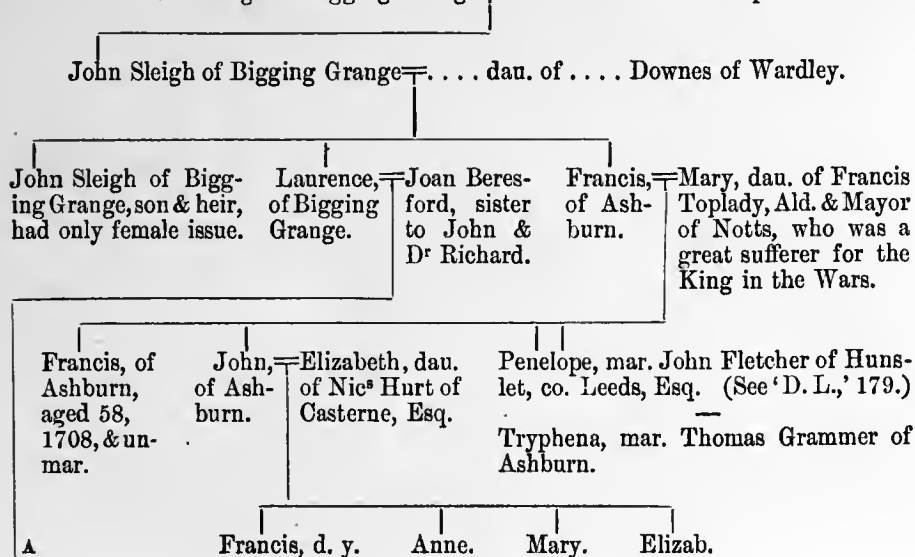 John Sleigh of Bigging Grange=. . . . dau. of . . . . Downes of Wardley.
John Sleigh of Bigg-
ing Grange, son & heir,
had only female issue.
Laurence,=
of Bigging
Grange.
Joan Beres-
ford, sister
to John &
Dr Richard.
Francis,=
of Ash-
burn.
Mary, dau. of Francis
Toplady, Ald. & Mayor
of Notts, who was a
great sufferer for the
King in the Wars.
Francis, of
Ashburn,
aged 58,
1708, & un-
mar.
John,=
of Ash-
burn.
Elizabeth, dau.
of Nics Hurt of
Casterne, Esq.
Penelope, mar. John Fletcher of Huns-
let, co. Leeds, Esq. (See ‘D. L.,’ 179.)
Tryphena, mar. Thomas Grammer of
Ashburn.
A
Francis, d. y. Anne. Mary. Elizab.